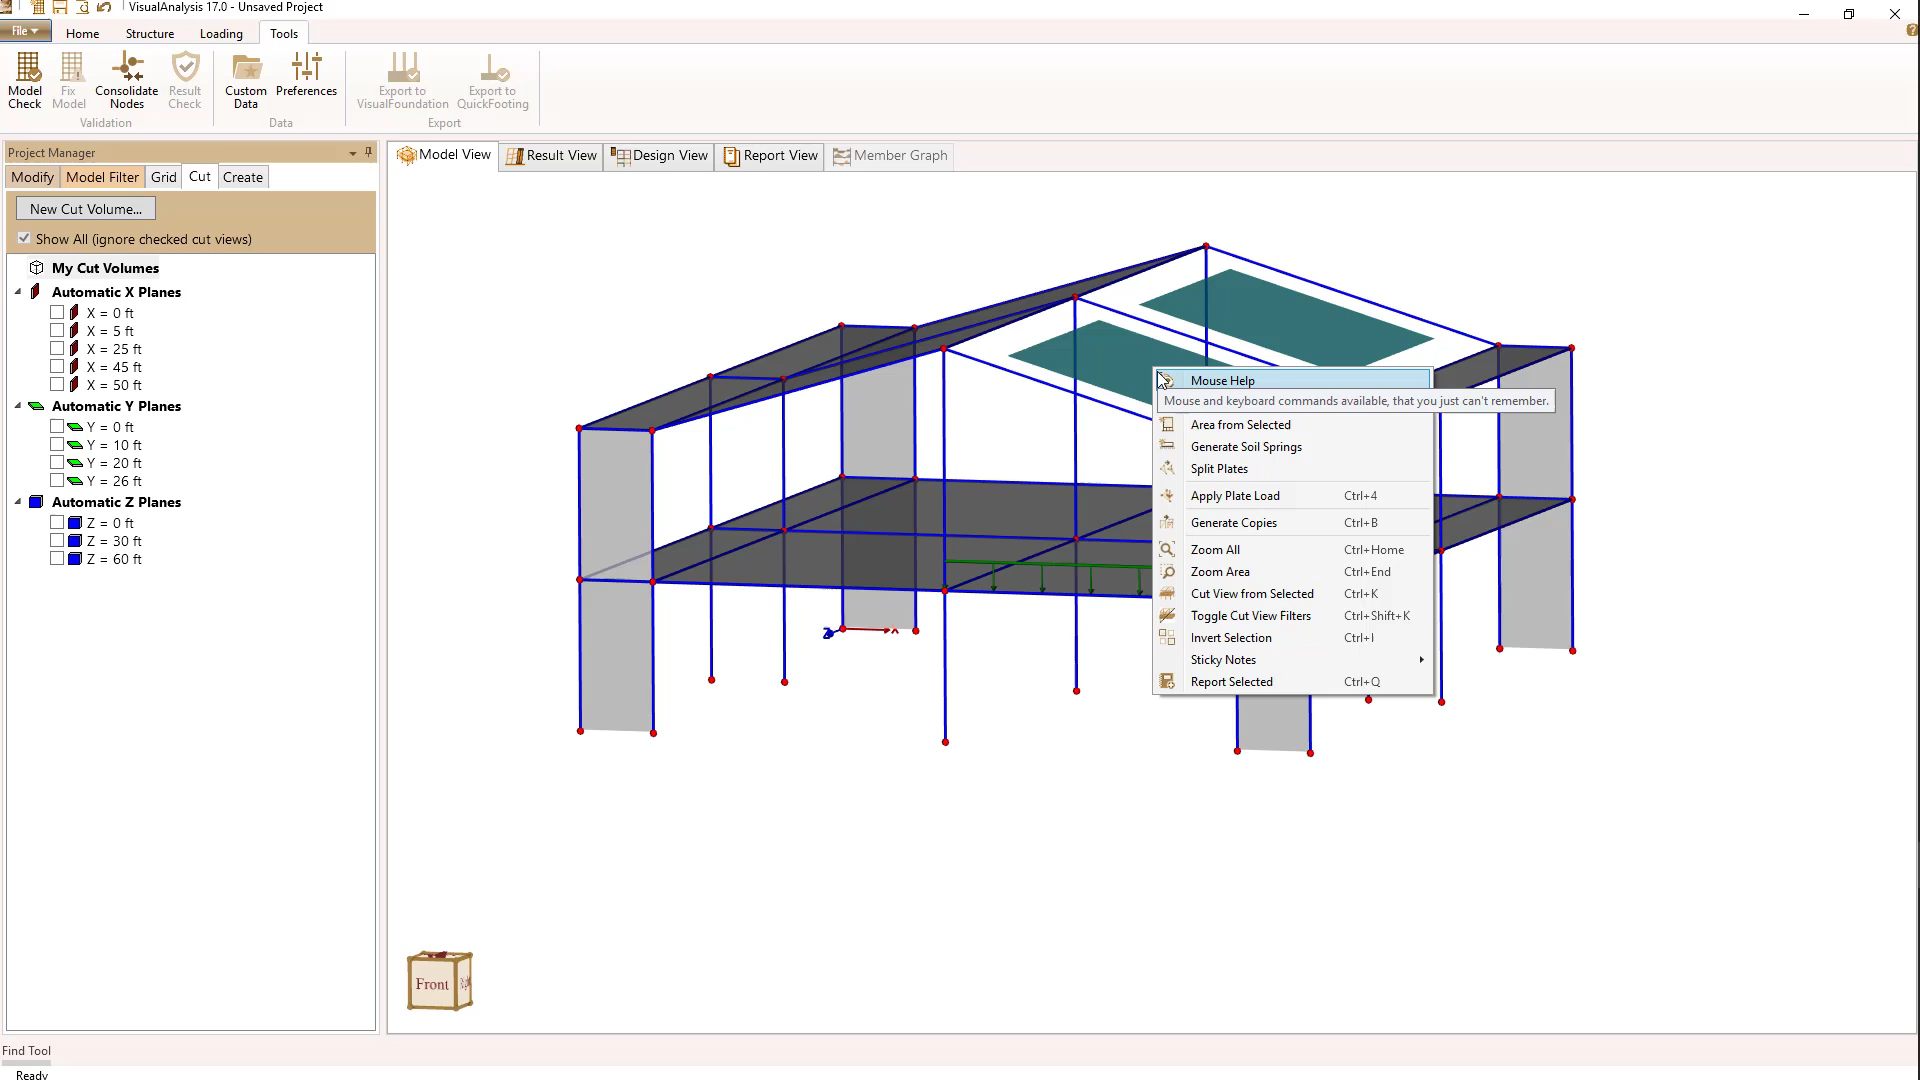 VisualAnalysis 17.0 - Unsaved Project
File
Home
Structure
Loading
Tools
Model
Check
Fix
Model
Consolidate
Nodes
Result
Check
Validation
Custom
Data
Preferences
Data
Export to
VisualFoundation
Export to
QuickFooting
Export
Project Manager
Modify
Model Filter
Grid
Cut
Create
New Cut Volume...
Show All (ignore checked cut views)
My Cut Volumes
Automatic X Planes
X = 0 ft
X = 5 ft
X = 25 ft
X = 45 ft
X = 50 ft
Automatic Y Planes
Y = 0 ft
Y = 10 ft
Y = 20 ft
Y = 26 ft
Automatic Z Planes
Z = 0 ft
Z = 30 ft
Z = 60 ft
Model View
Result View
Design View
Report View
Member Graph
Mouse Help
Mouse and keyboard commands available, that you just can't remember.
Area from Selected
Generate Soil Springs
Split Plates
Apply Plate Load Ctrl+4
Generate Copies Ctrl+B
Zoom All Ctrl+Home
Zoom Area Ctrl+End
Cut View from Selected Ctrl+K
Toggle Cut View Filters Ctrl+Shift+K
Invert Selection Ctrl+I
Sticky Notes
Report Selected Ctrl+Q
Z
X
Front
Find Tool
Ready